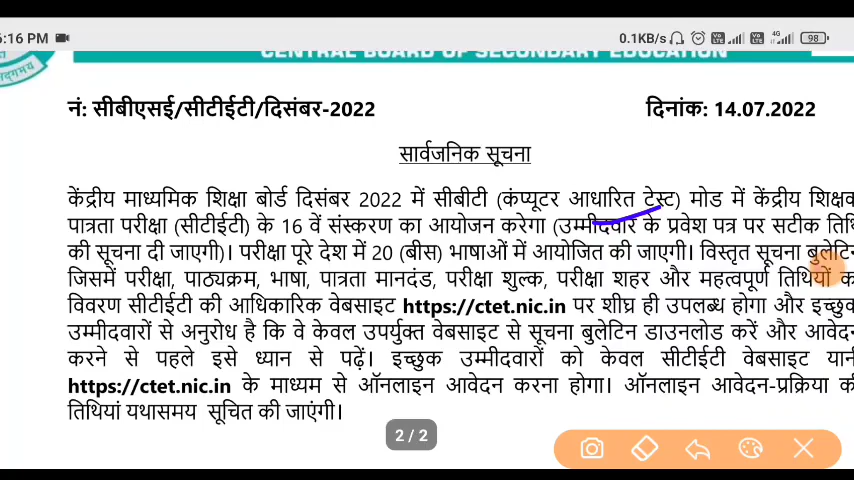 6:16 PM
0.1KB/s 4G 98
CENTRAL BOARD OF SECONDARY EDUCATION
नं: सीबीएसई/सीटीईटी/दिसंबर-2022 दिनांक: 14.07.2022
सार्वजनिक सूचना
केंद्रीय माध्यमिक शिक्षा बोर्ड दिसंबर 2022 में सीबीटी (कंप्यूटर आधारित टेस्ट) मोड में केंद्रीय शिक्षक
पात्रता परीक्षा (सीटीईटी) के 16 वें संस्करण का आयोजन करेगा (उम्मीदवार के प्रवेश पत्र पर सटीक तिथि
की सूचना दी जाएगी)। परीक्षा पूरे देश में 20 (बीस) भाषाओं में आयोजित की जाएगी। विस्तृत सूचना बुलेटिन
जिसमें परीक्षा, पाठ्यक्रम, भाषा, पात्रता मानदंड, परीक्षा शुल्क, परीक्षा शहर और महत्वपूर्ण तिथियों
विवरण सीटीईटी की आधिकारिक वेबसाइट https://ctet.nic.in पर शीघ्र ही उपलब्ध होगा और इच्छुक
उम्मीदवारों से अनुरोध है कि वे केवल उपर्युक्त वेबसाइट से सूचना बुलेटिन डाउनलोड करें और आवेदन
करने से पहले इसे ध्यान से पढ़ें। इच्छुक उम्मीदवारों को केवल सीटीईटी वेबसाइट यानी
https://ctet.nic.in के माध्यम से ऑनलाइन आवेदन करना होगा। ऑनलाइन आवेदन-प्रक्रिया
तिथियां यथासमय सूचित की जाएंगी।
2/2